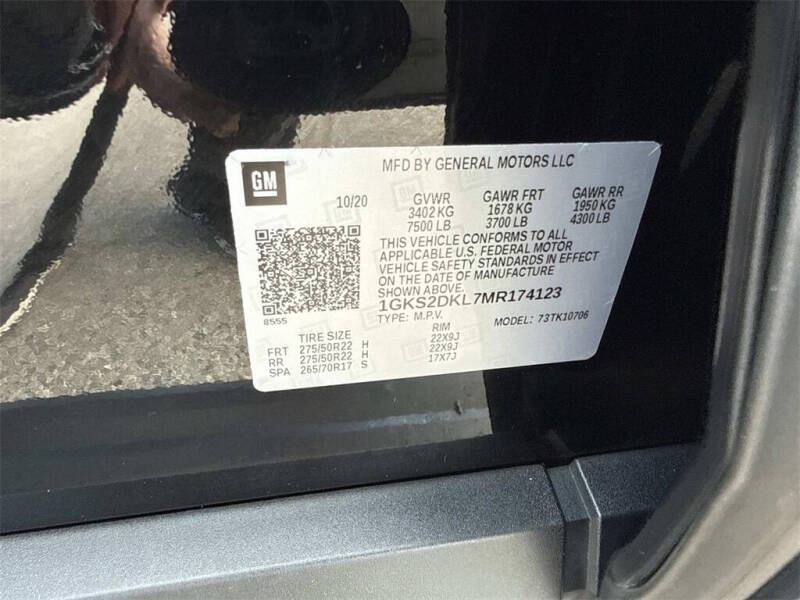 GM
MFD BY GENERAL MOTORS LLC
10/20 GVWR GAWR FRT GAWR RR
3402 KG 1678 KG 1950 KG
7500 LB 3700 LB 4300 LB
THIS VEHICLE CONFORMS TO ALL
APPLICABLE U.S. FEDERAL MOTOR
VEHICLE SAFETY STANDARDS IN EFFECT
ON THE DATE OF MANUFACTURE
SHOWN ABOVE.
1GKS2DKL7MR174123
8555
TYPE: M.P.V. MODEL: 73TK10706
TIRE SIZE RIM
FRT 275/50R22 H 22X9J
RR 275/50R22 H 22X9J
SPA 265/70R17 S 17X7J